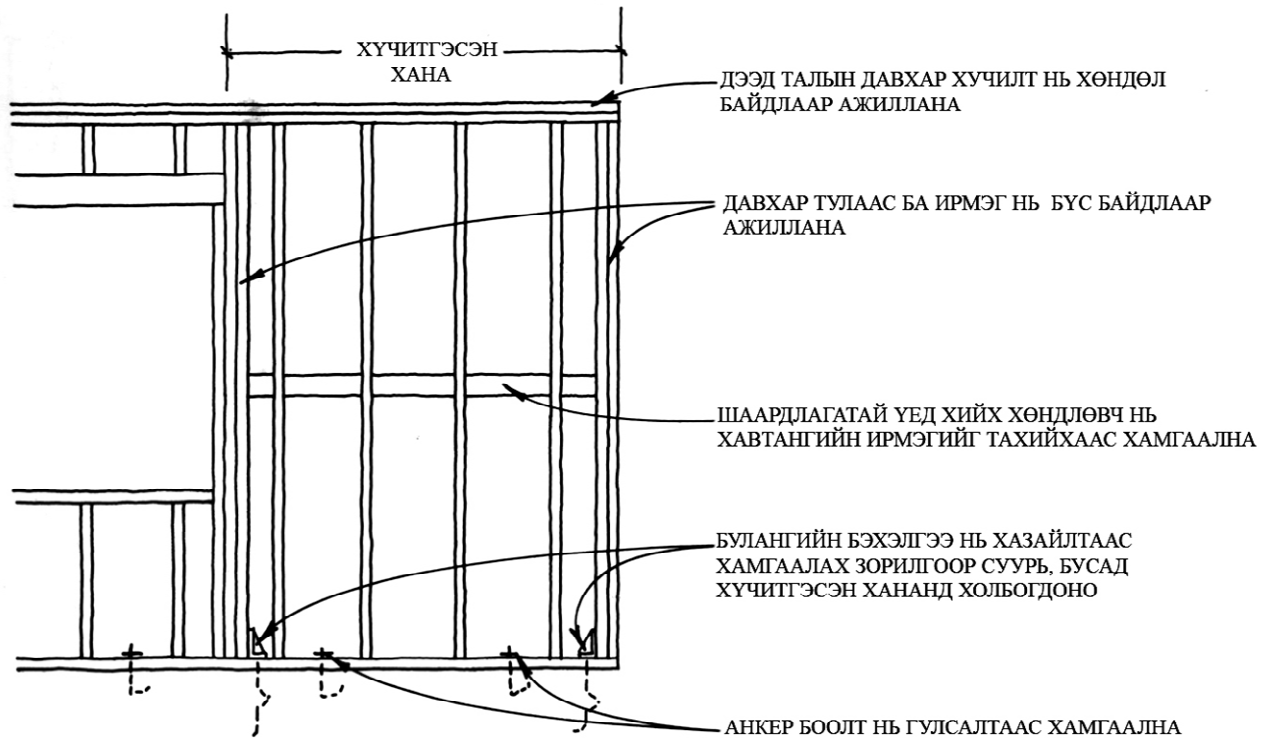 ХҮЧИТГЭСЭН
ХАНА
ДЭЭД ТАЛЫН ДАВХАР ХУЧИЛТ НЬ ХӨНДӨЛ
БАЙДЛААР АЖИЛЛАНА
ДАВХАР ТУЛААС БА ИРМЭГ НЬ БҮС БАЙДЛААР
АЖИЛЛАНА
ШААРДЛАГАТАЙ ҮЕД ХИЙХ ХӨНДЛӨВЧ НЬ
ХАВТАНГИЙН ИРМЭГИЙГ ТАХИЙХААС ХАМГААЛНА
БУЛАНГИЙН БЭХЭЛГЭЭ НЬ ХАЗАЙЛТААС
ХАМГААЛАХ ЗОРИЛГООР СУУРЬ, БУСАД
ХҮЧИТГЭСЭН ХАНАНД ХОЛБОГДОНО
АНКЕР БООЛТ НЬ ГУЛСАЛТААС ХАМГААЛНА